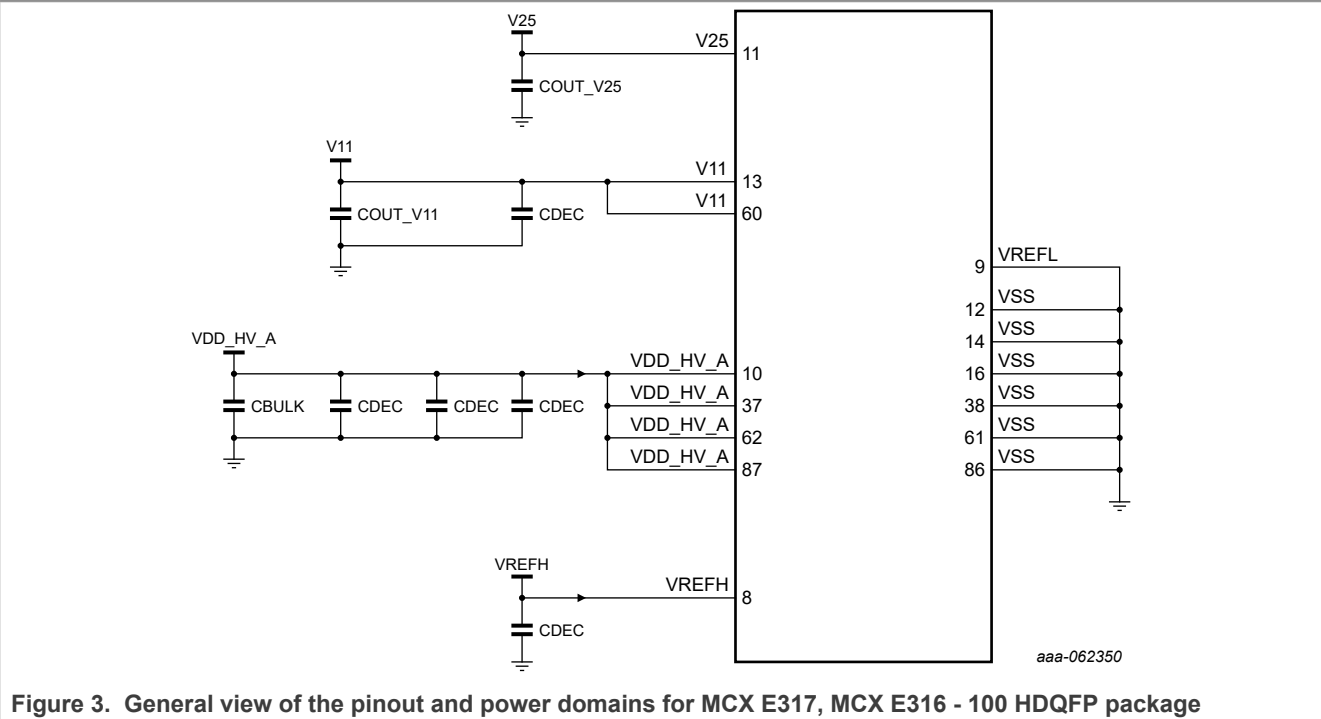 V25
V25
11
COUT_V25
V11
V11
13
COUT_V11
CDEC
V11
60
9
VREFL
12
VSS
14
VSS
VDD_HV_A
VDD_HV_A
10
16
VSS
CBULK
CDEC
CDEC
CDEC
VDD_HV_A
37
38
VSS
VDD_HV_A
62
61
VSS
VDD_HV_A
87
86
VSS
VREFH
VREFH
8
CDEC
aaa-062350
Figure 3. General view of the pinout and power domains for MCX E317, MCX E316 - 100 HDQFP package